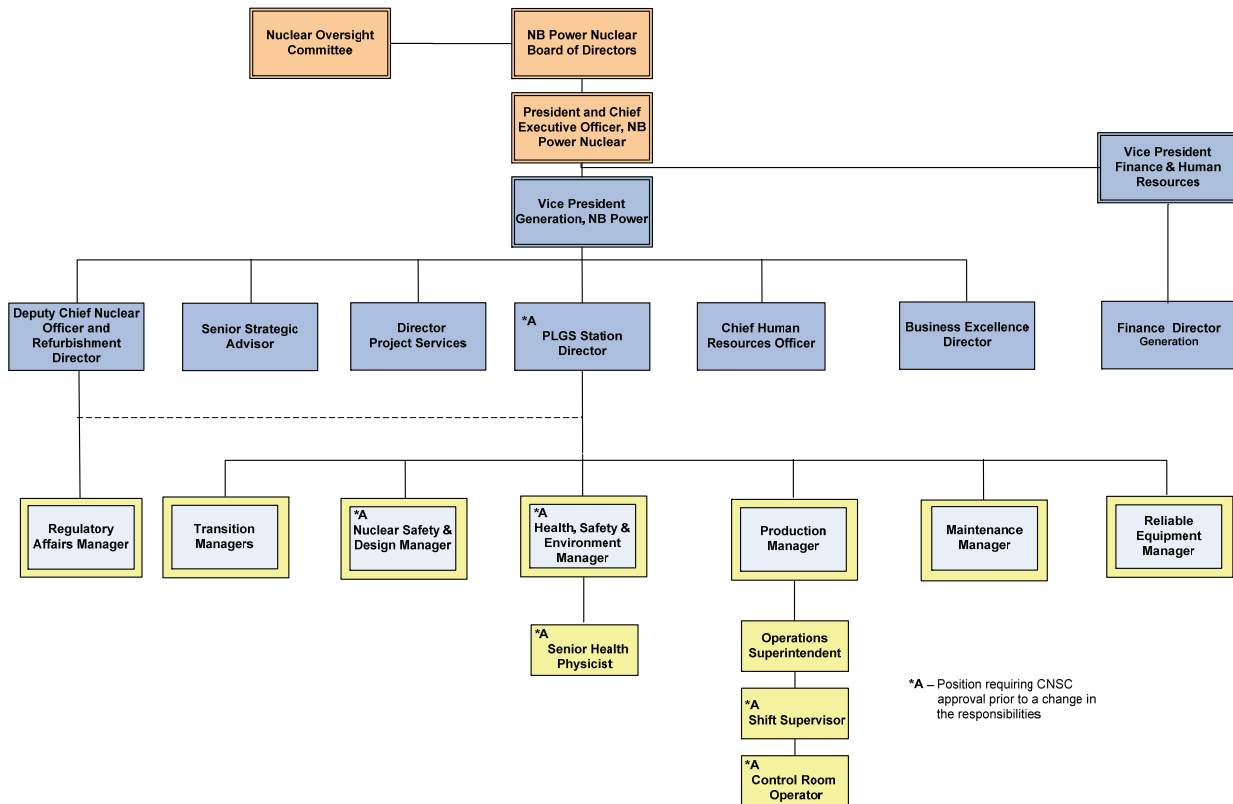 Nuclear Oversight
Committee
NB Power Nuclear
Board of Directors
President and Chief
Executive Officer, NB
Power Nuclear
Vice President
Finance & Human
Resources
Vice President
Generation, NB Power
Deputy Chief Nuclear
Officer and
Refurbishment
Director
Senior Strategic
Advisor
Director
Project Services
*A
PLGS Station
Director
Chief Human
Resources Officer
Business Excellence
Director
Finance Director
Generation
Regulatory
Affairs Manager
Transition
Managers
*A
Nuclear Safety &
Design Manager
*A
Health, Safety &
Environment
Manager
Production
Manager
Maintenance
Manager
Reliable
Equipment
Manager
*A
Senior Health
Physicist
Operations
Superintendent
*A
Shift Supervisor
*A
Control Room
Operator
*A – Position requiring CNSC
approval prior to a change in
the responsibilities